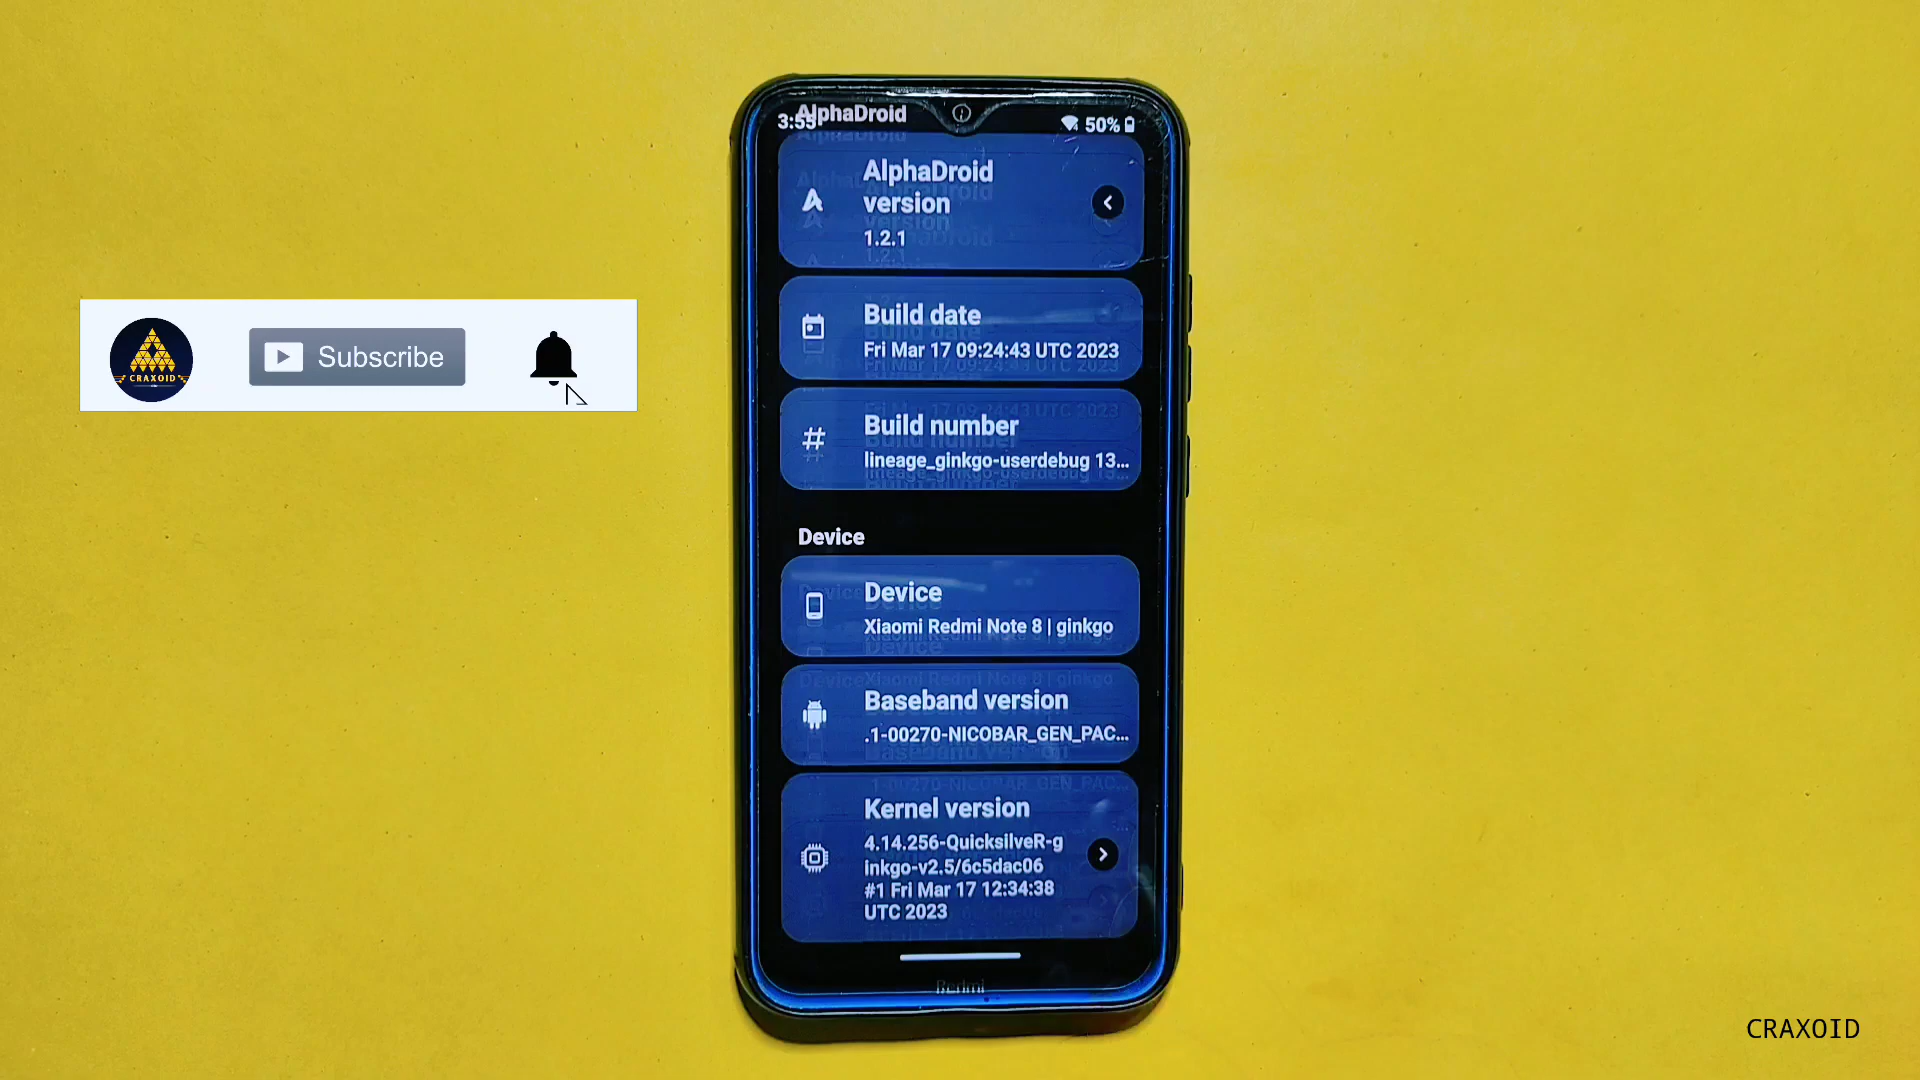 AlphaDroid
3:55
50%
AlphaDroid
version
1.2.1
Build date
Fri Mar 17 09:24:43 UTC 2023
Build number
lineage_ginkgo-userdebug 13...
Device
Device
Xiaomi Redmi Note 8 | ginkgo
Baseband version
.1-00270-NICOBAR_GEN_PAC...
Kernel version
4.14.256-QuicksilveR-g
inkgo-v2.5/6c5dac06
#1 Fri Mar 17 12:34:38
UTC 2023
Redmi
CRAXOID
Subscribe
CRAXOID